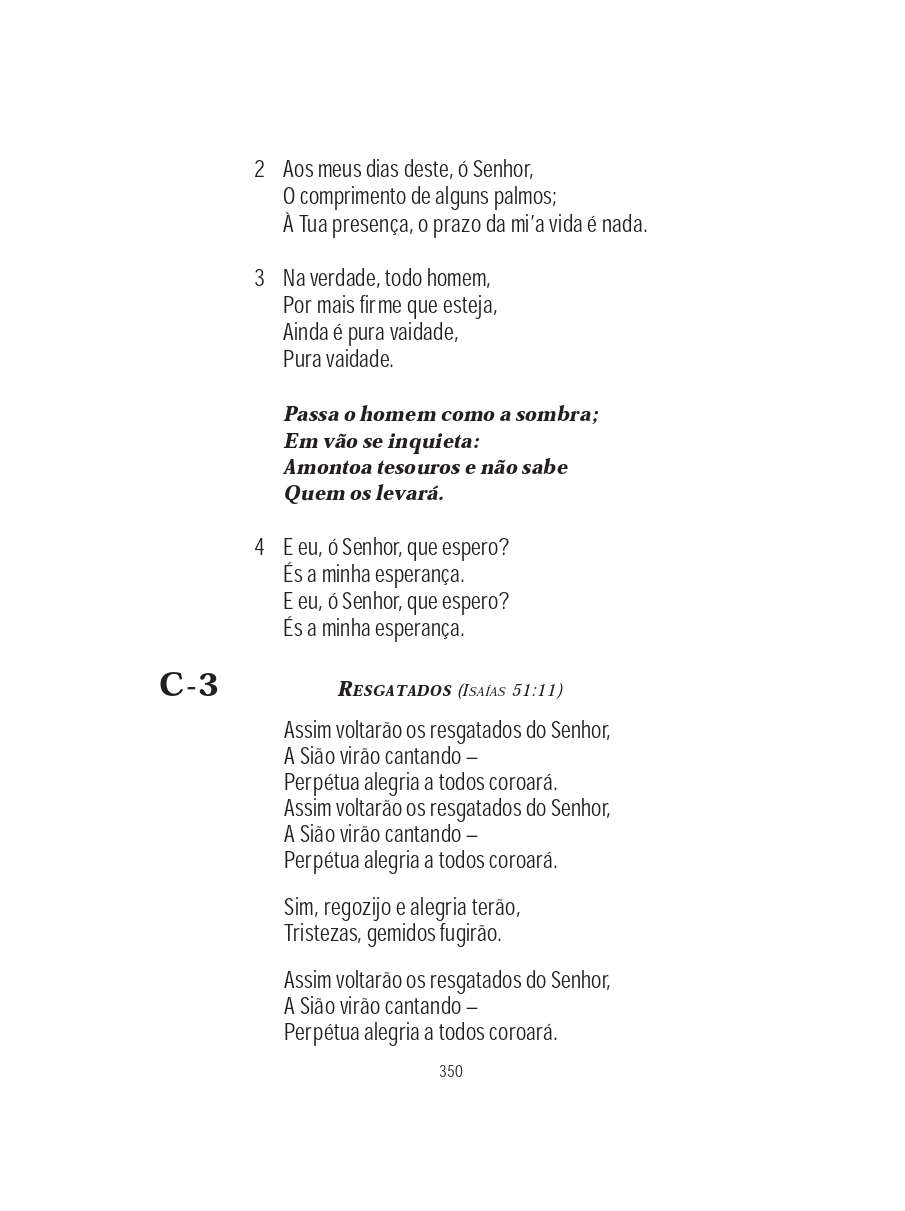 2 Aos meus dias deste, ó Senhor,
O comprimento de alguns palmos;
À Tua presença, o prazo da mi’a vida é nada.
3 Na verdade, todo homem,
Por mais firme que esteja,
Ainda é pura vaidade,
Pura vaidade.
Passa o homem como a sombra;
Em vão se inquieta:
Amontoa tesouros e não sabe
Quem os levará.
4 E eu, ó Senhor, que espero?
És a minha esperança.
E eu, ó Senhor, que espero?
És a minha esperança.
C-3 RESGATADOS (ISAÍAS 51:11)
Assim voltarão os resgatados do Senhor,
A Sião virão cantando –
Perpétua alegria a todos coroará.
Assim voltarão os resgatados do Senhor,
A Sião virão cantando –
Perpétua alegria a todos coroará.
Sim, regozijo e alegria terão,
Tristezas, gemidos fugirão.
Assim voltarão os resgatados do Senhor,
A Sião virão cantando –
Perpétua alegria a todos coroará.
350